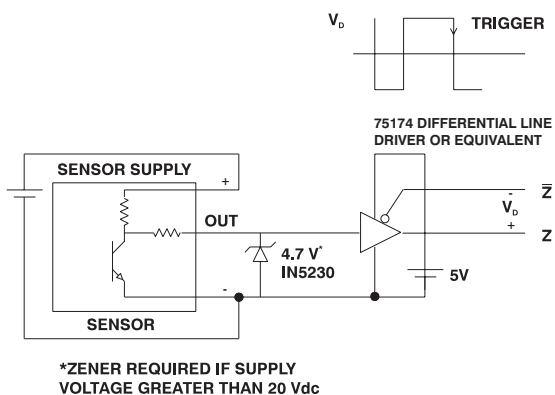 V_D
TRIGGER
75174 DIFFERENTIAL LINE
DRIVER OR EQUIVALENT
SENSOR SUPPLY
+
OUT
4.7 V*
IN5230
-
SENSOR
Z̅
-
V_D
+
Z
5V
*ZENER REQUIRED IF SUPPLY
VOLTAGE GREATER THAN 20 Vdc